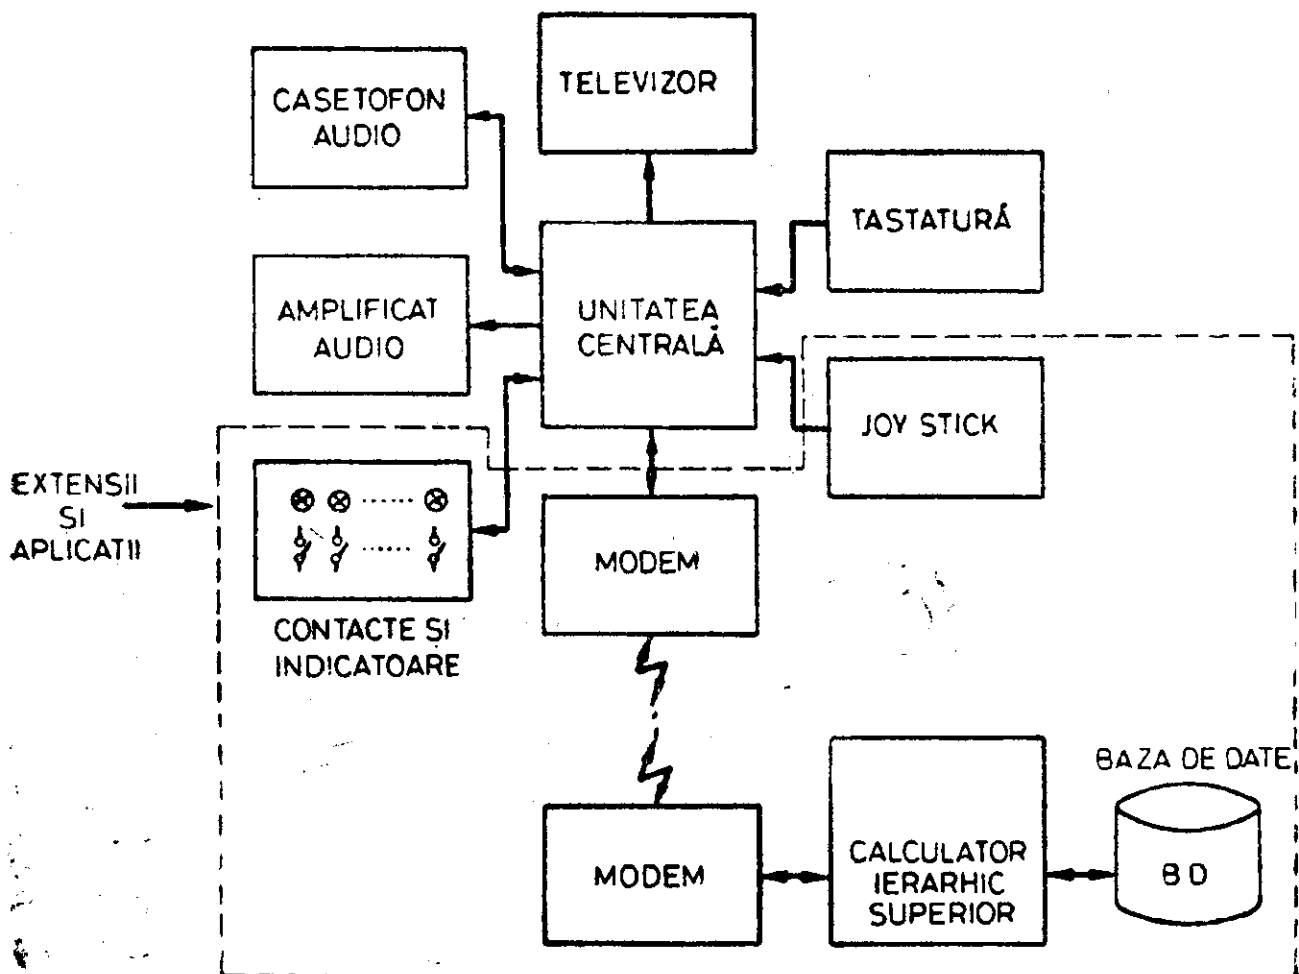 TELEVIZOR
CASETOFON
AUDIO
TASTATURĂ
AMPLIFICAT
AUDIO
UNITATEA
CENTRALĂ
JOY STICK
EXTENSII
SI
APLICATII
CONTACTE ȘI
INDICATOARE
MODEM
BAZA DE DATE
MODEM
CALCULATOR
IERARHIC
SUPERIOR
BD